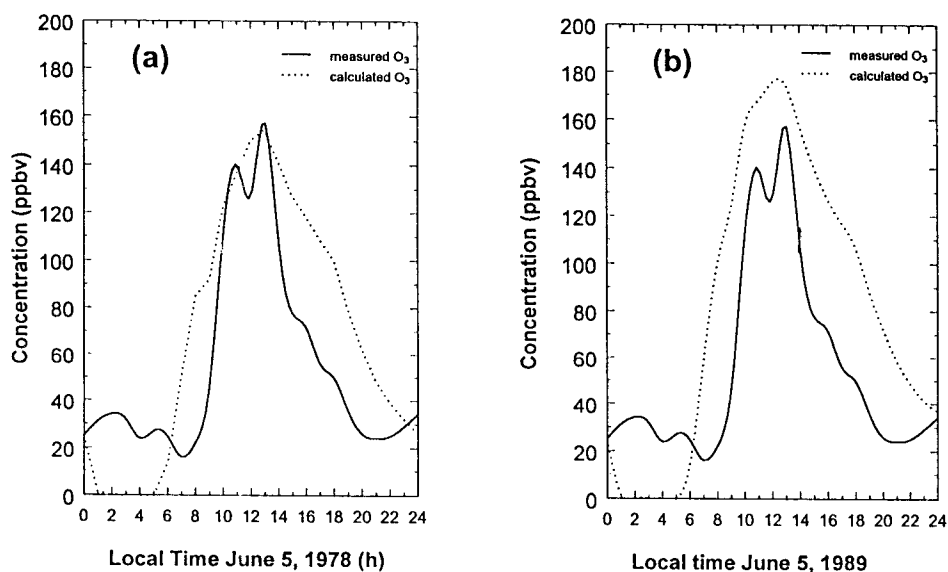 200
180
160
140
120
100
80
60
40
20
0
Concentration (ppbv)
(a)
measured O₃
calculated O₃
0 2 4 6 8 10 12 14 16 18 20 22 24
Local Time June 5, 1978 (h)
200
180
160
140
120
100
80
60
40
20
0
Concentration (ppbv)
(b)
measured O₃
calculated O₃
0 2 4 6 8 10 12 14 16 18 20 22 24
Local time June 5, 1989